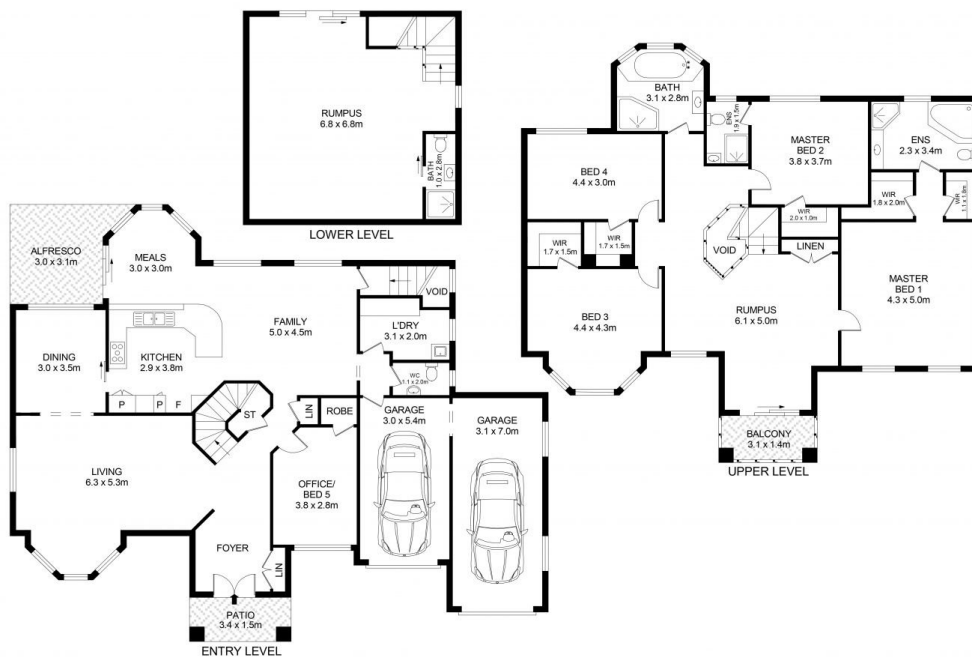 RUMPUS
6.8 x 6.8m
BATH
1.0 x 2.8m
LOWER LEVEL
ALFRESCO
3.0 x 3.1m
MEALS
3.0 x 3.0m
VOID
FAMILY
5.0 x 4.5m
L'DRY
3.1 x 2.0m
DINING
3.0 x 3.5m
KITCHEN
2.9 x 3.8m
WC
1.1 x 2.0m
P
P
F
ST
LIN
ROBE
GARAGE
3.0 x 5.4m
GARAGE
3.1 x 7.0m
LIVING
6.3 x 5.3m
OFFICE/
BED 5
3.8 x 2.8m
FOYER
LIN
PATIO
3.4 x 1.5m
ENTRY LEVEL
BATH
3.1 x 2.8m
ENS
1.9 x 1.5m
MASTER
BED 2
3.8 x 3.7m
ENS
2.3 x 3.4m
BED 4
4.4 x 3.0m
WIR
1.8 x 2.0m
WIR
1.1 x 1.8m
WIR
2.0 x 1.0m
WIR
1.7 x 1.5m
WIR
1.7 x 1.5m
VOID
LINEN
MASTER
BED 1
4.3 x 5.0m
BED 3
4.4 x 4.3m
RUMPUS
6.1 x 5.0m
BALCONY
3.1 x 1.4m
UPPER LEVEL